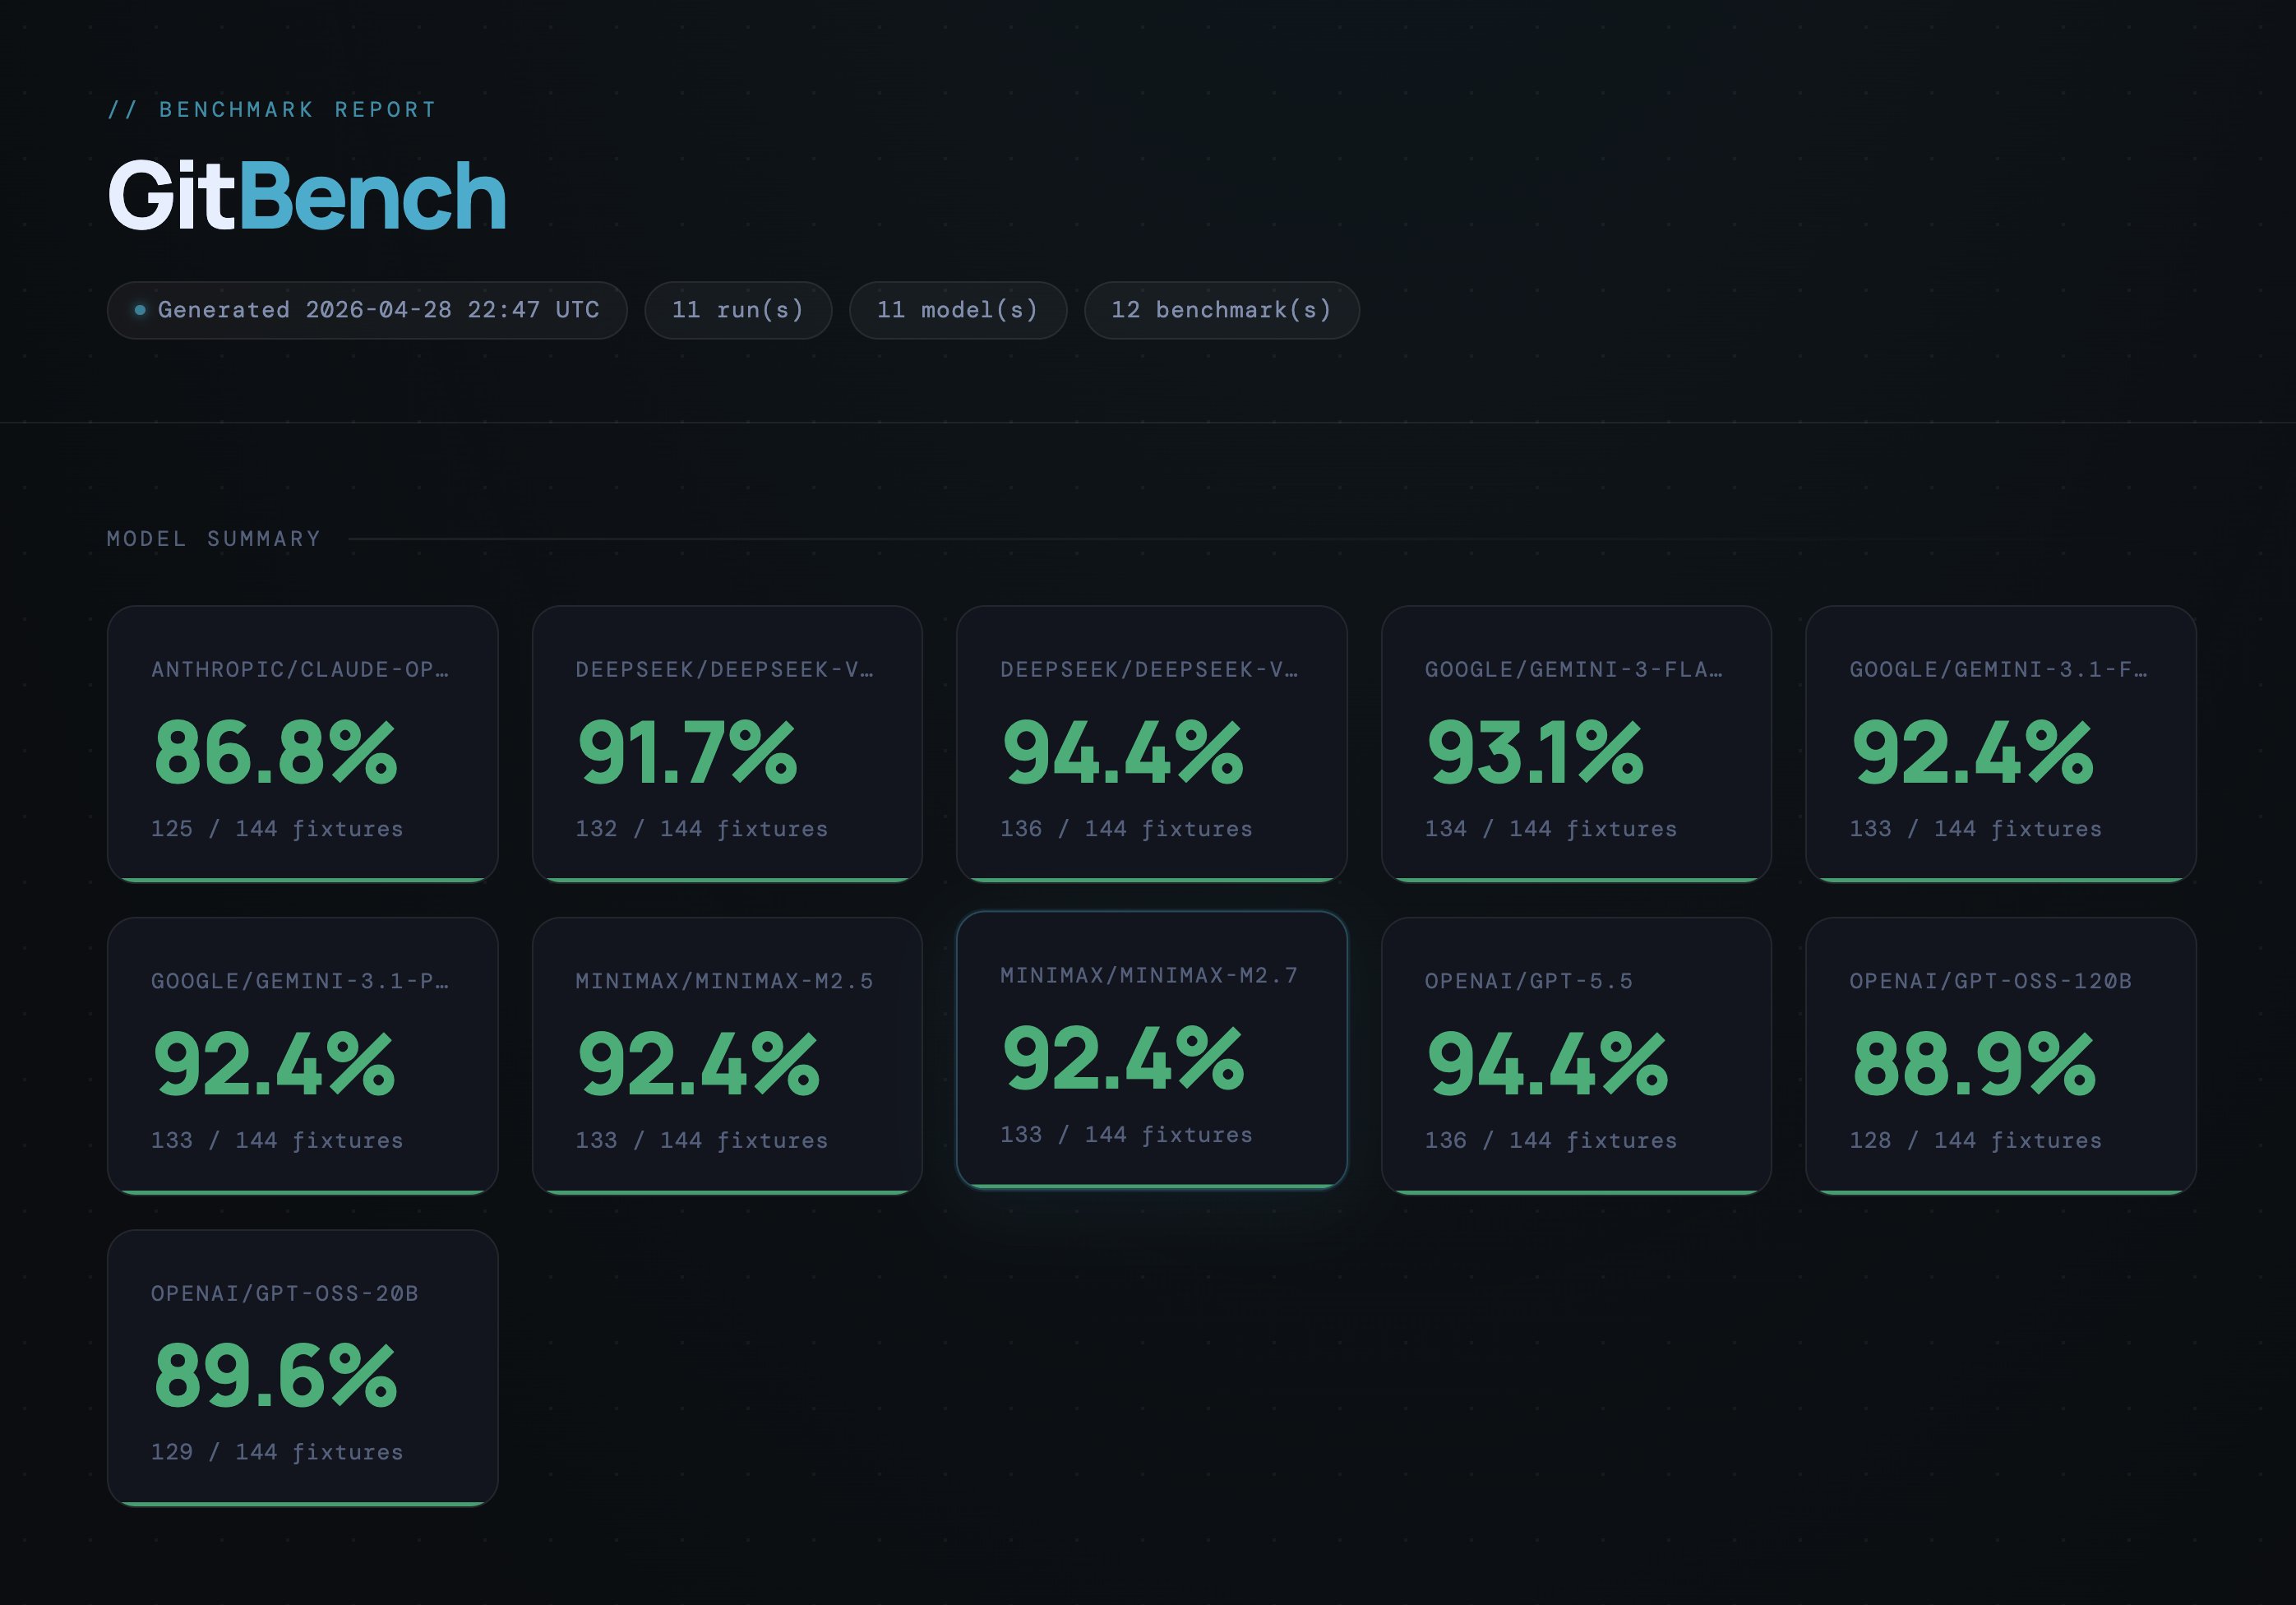 // BENCHMARK REPORT
GitBench
Generated 2026-04-28 22:47 UTC
11 run(s)
11 model(s)
12 benchmark(s)
MODEL SUMMARY
ANTHROPIC/CLAUDE-OP…
86.8%
125 / 144 fixtures
DEEPSEEK/DEEPSEEK-V…
91.7%
132 / 144 fixtures
DEEPSEEK/DEEPSEEK-V…
94.4%
136 / 144 fixtures
GOOGLE/GEMINI-3-FLA…
93.1%
134 / 144 fixtures
GOOGLE/GEMINI-3.1-F…
92.4%
133 / 144 fixtures
GOOGLE/GEMINI-3.1-P…
92.4%
133 / 144 fixtures
MINIMAX/MINIMAX-M2.5
92.4%
133 / 144 fixtures
MINIMAX/MINIMAX-M2.7
92.4%
133 / 144 fixtures
OPENAI/GPT-5.5
94.4%
136 / 144 fixtures
OPENAI/GPT-OSS-120B
88.9%
128 / 144 fixtures
OPENAI/GPT-OSS-20B
89.6%
129 / 144 fixtures